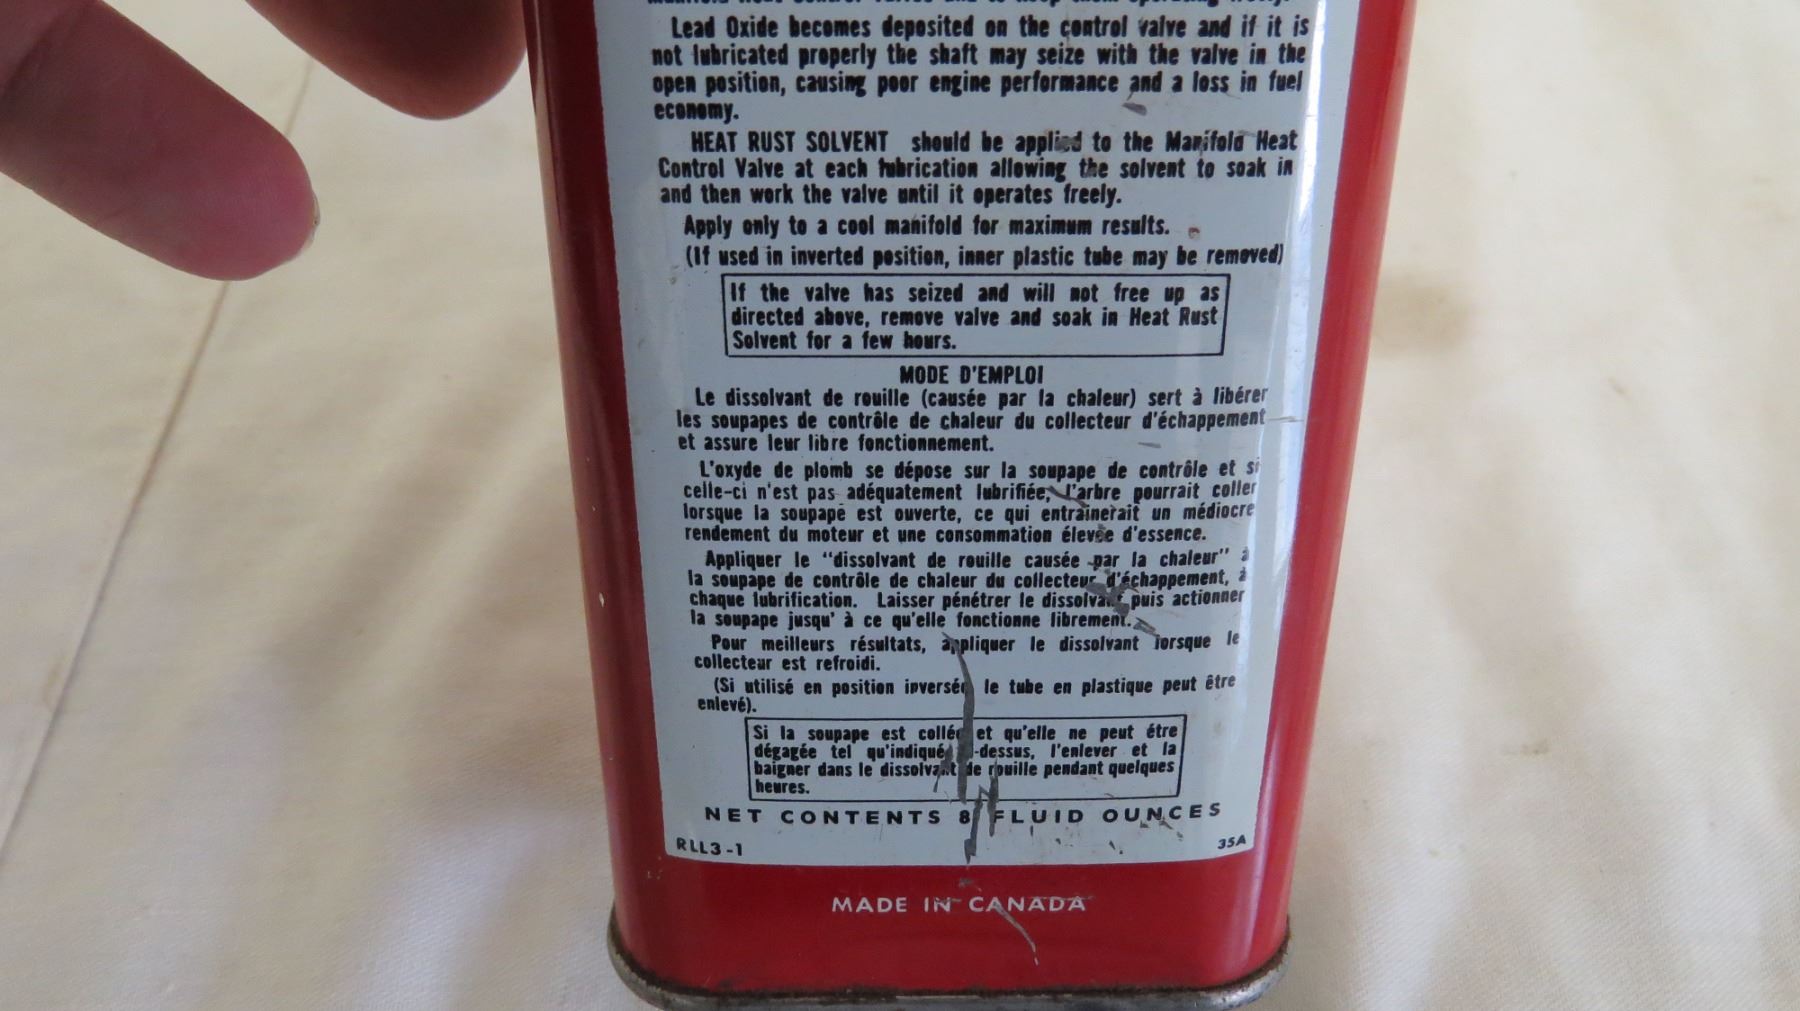 Lead Oxide becomes deposited on the control valve and if it is
not lubricated properly the shaft may seize with the valve in the
open position, causing poor engine performance and a loss in fuel
economy.
HEAT RUST SOLVENT should be applied to the Manifold Heat
Control Valve at each lubrication allowing the solvent to soak in
and then work the valve until it operates freely.
Apply only to a cool manifold for maximum results.
(If used in inverted position, inner plastic tube may be removed)
If the valve has seized and will not free up as
directed above, remove valve and soak in Heat Rust
Solvent for a few hours.
MODE D'EMPLOI
Le dissolvant de rouille (causée par la chaleur) sert à libérer
les soupapes de contrôle de chaleur du collecteur d'échappement
et assure leur libre fonctionnement.
L'oxyde de plomb se dépose sur la soupape de contrôle et si
celle-ci n'est pas adéquatement lubrifiée, l'arbre pourrait coller
lorsque la soupape est ouverte, ce qui entraînerait un médiocre
rendement du moteur et une consommation élevée d'essence.
Appliquer le "dissolvant de rouille causée par la chaleur" à
la soupape de contrôle de chaleur du collecteur d'échappement, à
chaque lubrification. Laisser pénétrer le dissolvant puis actionner
la soupape jusqu' à ce qu'elle fonctionne librement.
Pour meilleurs résultats, appliquer le dissolvant lorsque le
collecteur est refroidi.
(Si utilisé en position inversée le tube en plastique peut être
enlevé).
Si la soupape est collée et qu'elle ne peut étre
dégagée tel qu'indiqué -dessus, l'enlever et la
baigner dans le dissolvant de rouille pendant quelques
heures.
NET CONTENTS 8 FLUID OUNCES
RLL3-1 35A
MADE IN CANADA